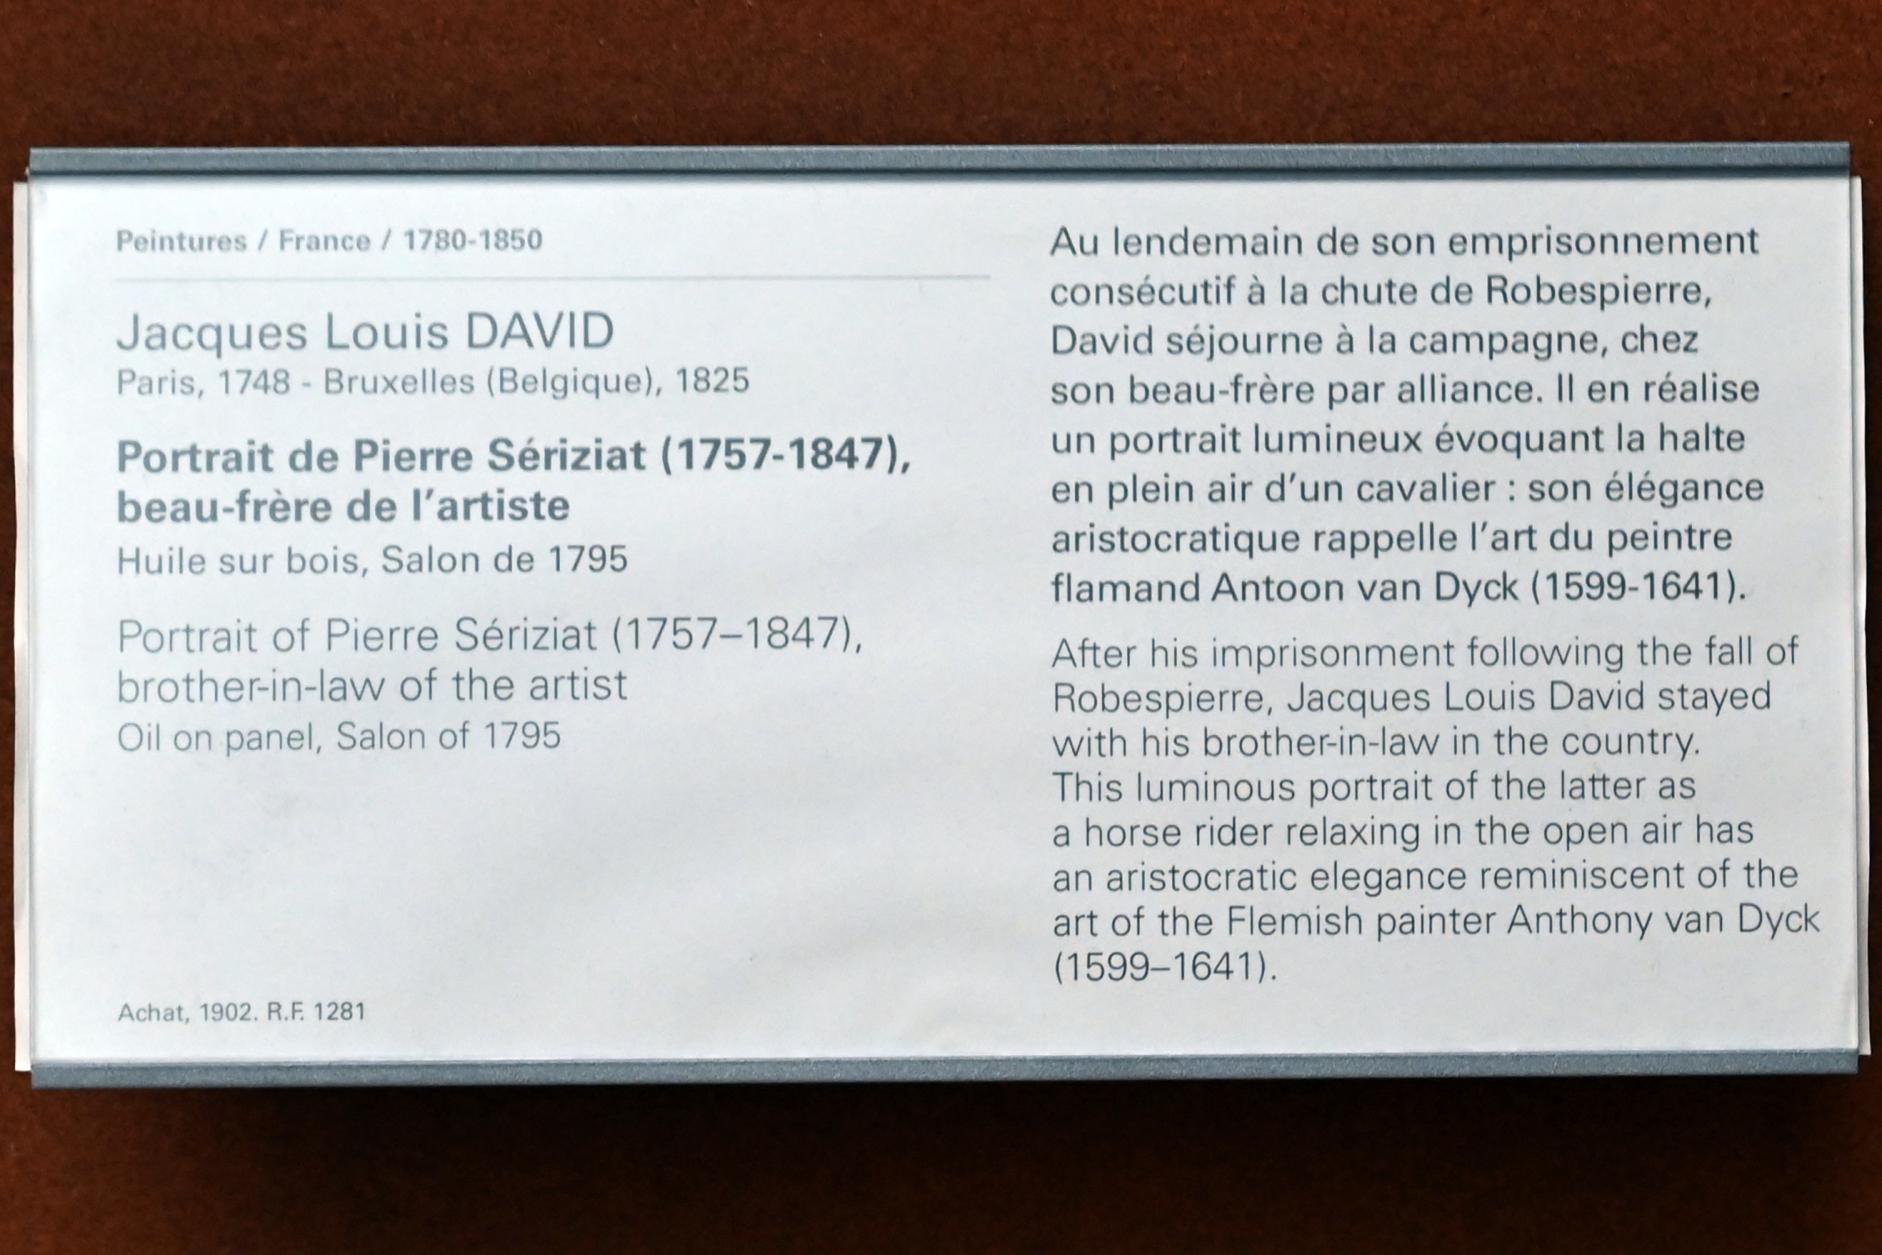 Peintures / France / 1780-1850
Jacques Louis DAVID
Paris, 1748 - Bruxelles (Belgique), 1825
Portrait de Pierre Sériziat (1757-1847),
beau-frère de l'artiste
Huile sur bois, Salon de 1795
Portrait of Pierre Sériziat (1757–1847),
brother-in-law of the artist
Oil on panel, Salon of 1795
Achat, 1902. R.F. 1281
Au lendemain de son emprisonnement
consécutif à la chute de Robespierre,
David séjourne à la campagne, chez
son beau-frère par alliance. Il en réalise
un portrait lumineux évoquant la halte
en plein air d'un cavalier : son élégance
aristocratique rappelle l'art du peintre
flamand Antoon van Dyck (1599-1641).
After his imprisonment following the fall of
Robespierre, Jacques Louis David stayed
with his brother-in-law in the country.
This luminous portrait of the latter as
a horse rider relaxing in the open air has
an aristocratic elegance reminiscent of the
art of the Flemish painter Anthony van Dyck
(1599–1641).